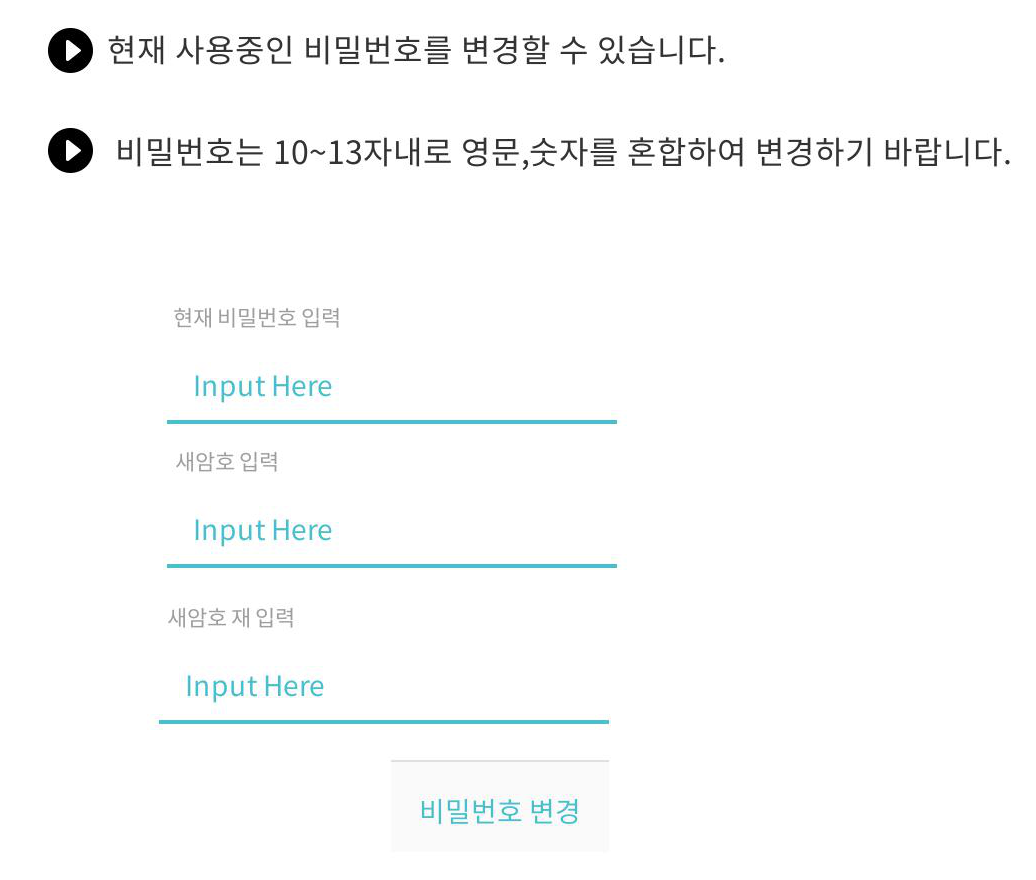 현재 사용중인 비밀번호를 변경할 수 있습니다.
비밀번호는 10~13자내로 영문,숫자를 혼합하여 변경하기 바랍니다.
현재 비밀번호 입력
Input Here
새암호 입력
Input Here
새암호 재 입력
Input Here
비밀번호 변경